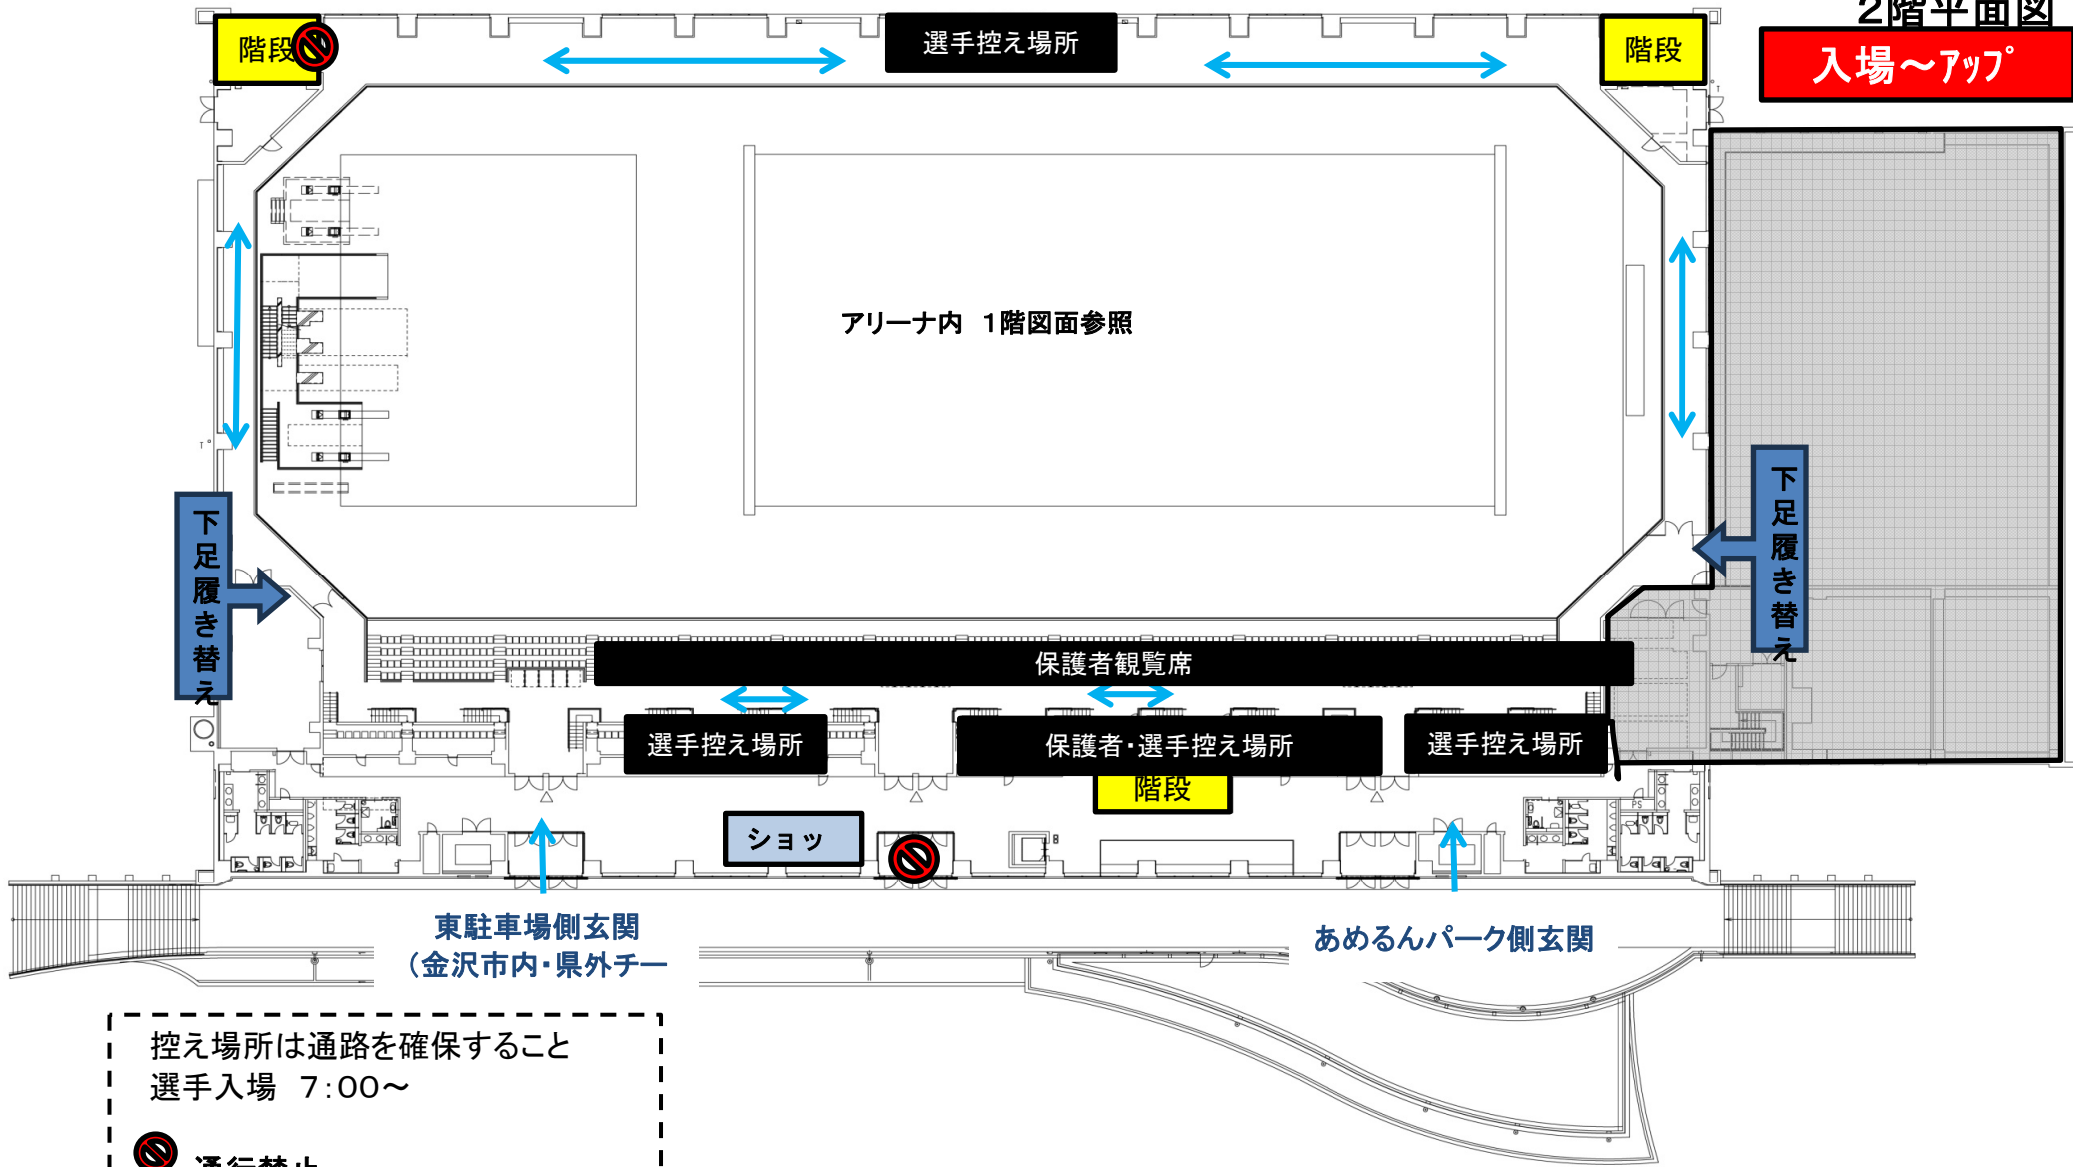 2階平面図
入場～アップ
階段
選手控え場所
階段
アリーナ内 1階図面参照
下足履き替え
下足履き替え
保護者観覧席
選手控え場所
保護者・選手控え場所
選手控え場所
階段
ショッ
PS
東駐車場側玄関
（金沢市内・県外チー
あめるんパーク側玄関
控え場所は通路を確保すること
選手入場 7:00～
通行禁止